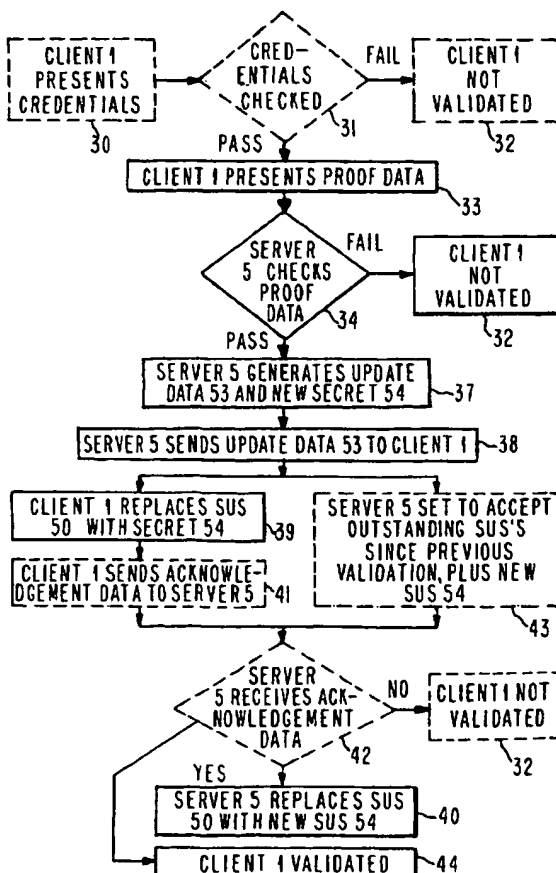 CLIENT 1
PRESENTS
CREDENTIALS
30
CRED-
ENTIALS
CHECKED
31
FAIL
CLIENT 1
NOT
VALIDATED
32
PASS
CLIENT 1 PRESENTS PROOF DATA
33
SERVER
5 CHECKS
PROOF
DATA
34
FAIL
CLIENT 1
NOT
VALIDATED
32
PASS
SERVER 5 GENERATES UPDATE
DATA 53 AND NEW SECRET 54
37
SERVER 5 SENDS UPDATE DATA 53 TO CLIENT 1
38
CLIENT 1 REPLACES SUS
50 WITH SECRET 54
39
CLIENT 1 SENDS ACKNOWLE-
DGEMENT DATA TO SERVER 5
41
SERVER 5 SET TO ACCEPT
OUTSTANDING SUS'S
SINCE PREVIOUS
VALIDATION, PLUS NEW
SUS 54
43
SERVER
5 RECEIVES ACK-
NOWLEDGEMENT
DATA
42
NO
CLIENT 1 NOT
VALIDATED
32
YES
SERVER 5 REPLACES SUS
50 WITH NEW SUS 54
40
CLIENT 1 VALIDATED
44